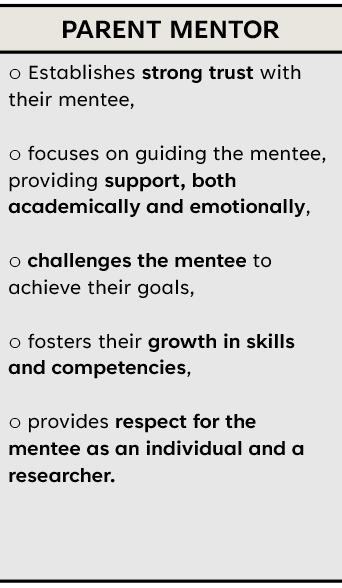 PARENT MENTOR
○ Establishes strong trust with
their mentee,
○ focuses on guiding the mentee,
providing support, both
academically and emotionally,
○ challenges the mentee to
achieve their goals,
○ fosters their growth in skills
and competencies,
○ provides respect for the
mentee as an individual and a
researcher.